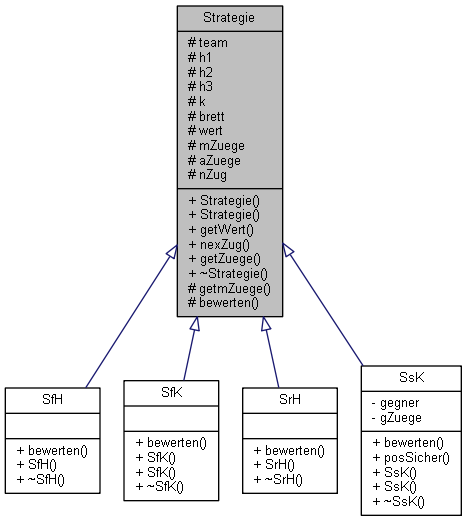 Strategie
# team
# h1
# h2
# h3
# k
# brett
# wert
# mZuege
# aZuege
# nZug
+ Strategie()
+ Strategie()
+ getWert()
+ nexZug()
+ getZuege()
+ ~Strategie()
# getmZuege()
# bewerten()
SfH
+ bewerten()
+ SfH()
+ ~SfH()
SfK
+ bewerten()
+ SfK()
+ SfK()
+ ~SfK()
SrH
+ bewerten()
+ SrH()
+ ~SrH()
SsK
- gegner
- gZuege
+ bewerten()
+ posSicher()
+ SsK()
+ SsK()
+ ~SsK()